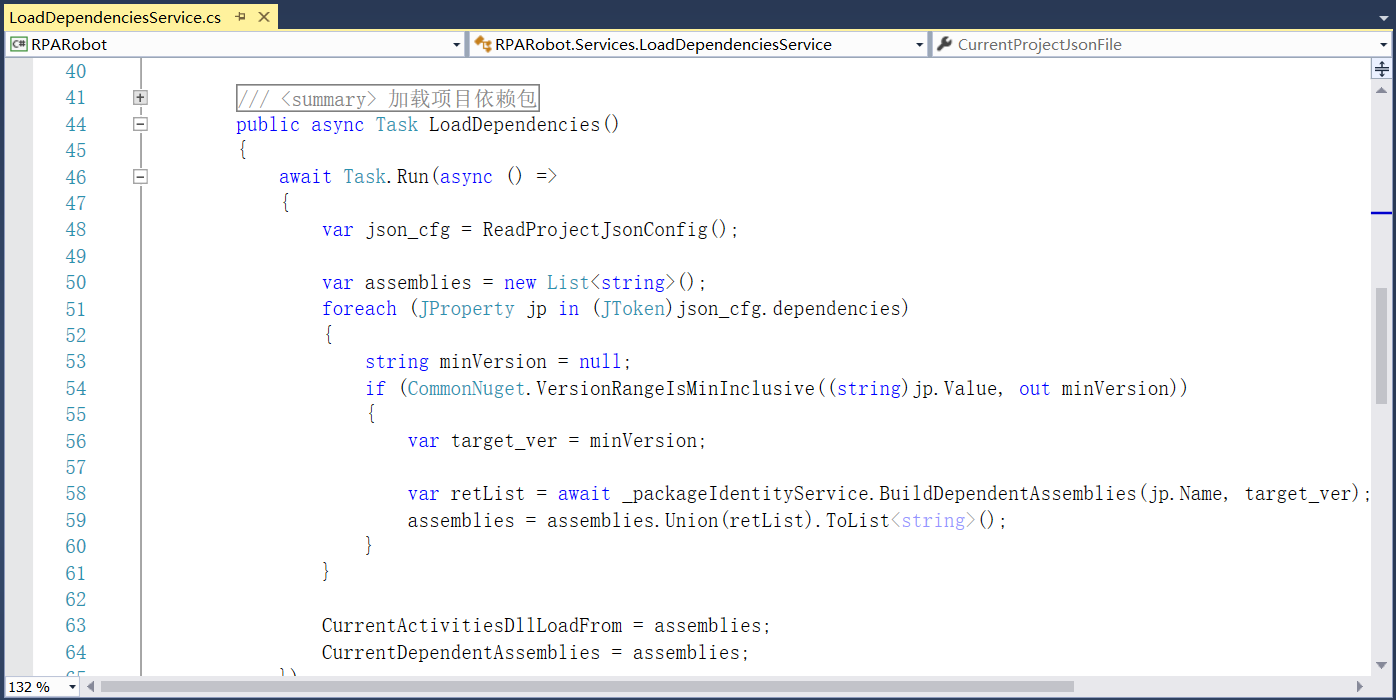 LoadDependenciesService.cs
RPARobot RPARobot.Services.LoadDependenciesService CurrentProjectJsonFile
40
41 /// <summary> 加载项目依赖包
44 public async Task LoadDependencies()
45 {
46 await Task.Run(async () =>
47 {
48 var json_cfg = ReadProjectJsonConfig();
49
50 var assemblies = new List<string>();
51 foreach (JProperty jp in (JToken)json_cfg.dependencies)
52 {
53 string minVersion = null;
54 if (CommonNuget.VersionRangeIsMinInclusive((string)jp.Value, out minVersion))
55 {
56 var target_ver = minVersion;
57
58 var retList = await _packageIdentityService.BuildDependentAssemblies(jp.Name, target_ver);
59 assemblies = assemblies.Union(retList).ToList<string>();
60 }
61 }
62
63 CurrentActivitiesDllLoadFrom = assemblies;
64 CurrentDependentAssemblies = assemblies;
65 })
132 %